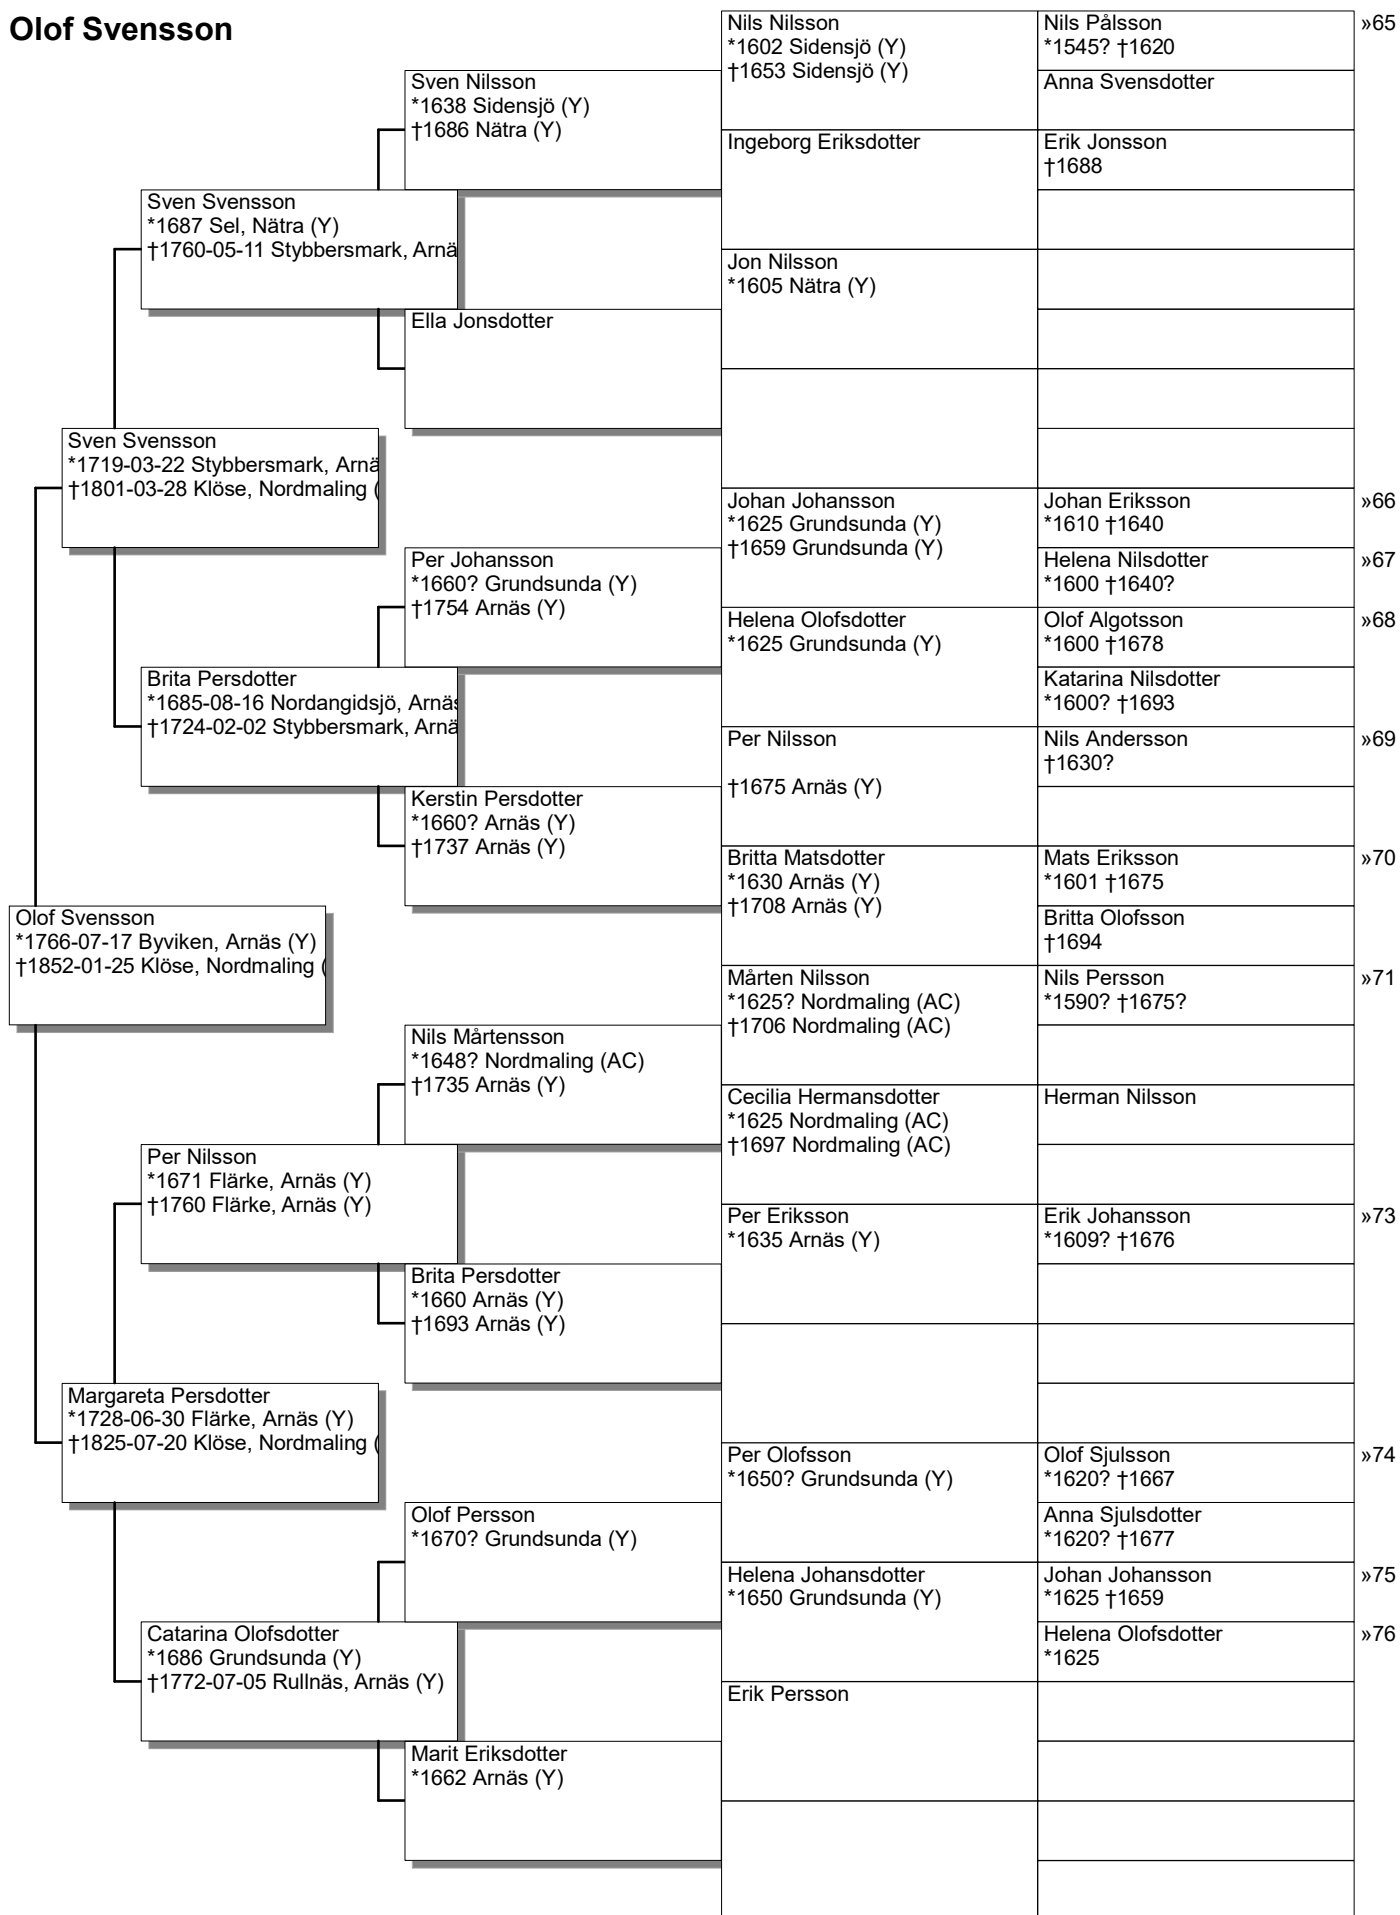 Olof Svensson
Olof Svensson
*1766-07-17 Byviken, Arnäs (Y)
†1852-01-25 Klöse, Nordmaling (
Sven Svensson
*1719-03-22 Stybbersmark, Arnä
†1801-03-28 Klöse, Nordmaling (
Margareta Persdotter
*1728-06-30 Flärke, Arnäs (Y)
†1825-07-20 Klöse, Nordmaling (
Sven Svensson
*1687 Sel, Nätra (Y)
†1760-05-11 Stybbersmark, Arnä
Brita Persdotter
*1685-08-16 Nordangidsjö, Arnäs
†1724-02-02 Stybbersmark, Arnä
Per Nilsson
*1671 Flärke, Arnäs (Y)
†1760 Flärke, Arnäs (Y)
Catarina Olofsdotter
*1686 Grundsunda (Y)
†1772-07-05 Rullnäs, Arnäs (Y)
Sven Nilsson
*1638 Sidensjö (Y)
†1686 Nätra (Y)
Ella Jonsdotter
Per Johansson
*1660? Grundsunda (Y)
†1754 Arnäs (Y)
Kerstin Persdotter
*1660? Arnäs (Y)
†1737 Arnäs (Y)
Nils Mårtensson
*1648? Nordmaling (AC)
†1735 Arnäs (Y)
Brita Persdotter
*1660 Arnäs (Y)
†1693 Arnäs (Y)
Olof Persson
*1670? Grundsunda (Y)
Marit Eriksdotter
*1662 Arnäs (Y)
Nils Nilsson
*1602 Sidensjö (Y)
†1653 Sidensjö (Y)
Ingeborg Eriksdotter
Jon Nilsson
*1605 Nätra (Y)
Johan Johansson
*1625 Grundsunda (Y)
†1659 Grundsunda (Y)
Helena Olofsdotter
*1625 Grundsunda (Y)
Per Nilsson
†1675 Arnäs (Y)
Britta Matsdotter
*1630 Arnäs (Y)
†1708 Arnäs (Y)
Mårten Nilsson
*1625? Nordmaling (AC)
†1706 Nordmaling (AC)
Cecilia Hermansdotter
*1625 Nordmaling (AC)
†1697 Nordmaling (AC)
Per Eriksson
*1635 Arnäs (Y)
Per Olofsson
*1650? Grundsunda (Y)
Helena Johansdotter
*1650 Grundsunda (Y)
Erik Persson
Nils Pålsson »65
*1545? †1620
Anna Svensdotter
Erik Jonsson
†1688
Johan Eriksson »66
*1610 †1640
Helena Nilsdotter »67
*1600 †1640?
Olof Algotsson »68
*1600 †1678
Katarina Nilsdotter
*1600? †1693
Nils Andersson »69
†1630?
Mats Eriksson »70
*1601 †1675
Britta Olofsson
†1694
Nils Persson »71
*1590? †1675?
Herman Nilsson
Erik Johansson »73
*1609? †1676
Olof Sjulsson »74
*1620? †1667
Anna Sjulsdotter
*1620? †1677
Johan Johansson »75
*1625 †1659
Helena Olofsdotter »76
*1625